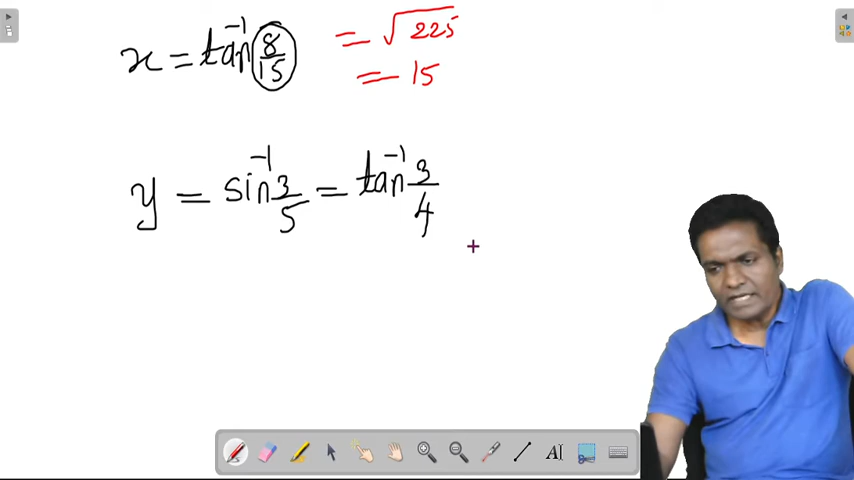 x = tan⁻¹ 8/15
= √225
= 15
y = sin⁻¹ 3/5 = tan⁻¹ 3/4